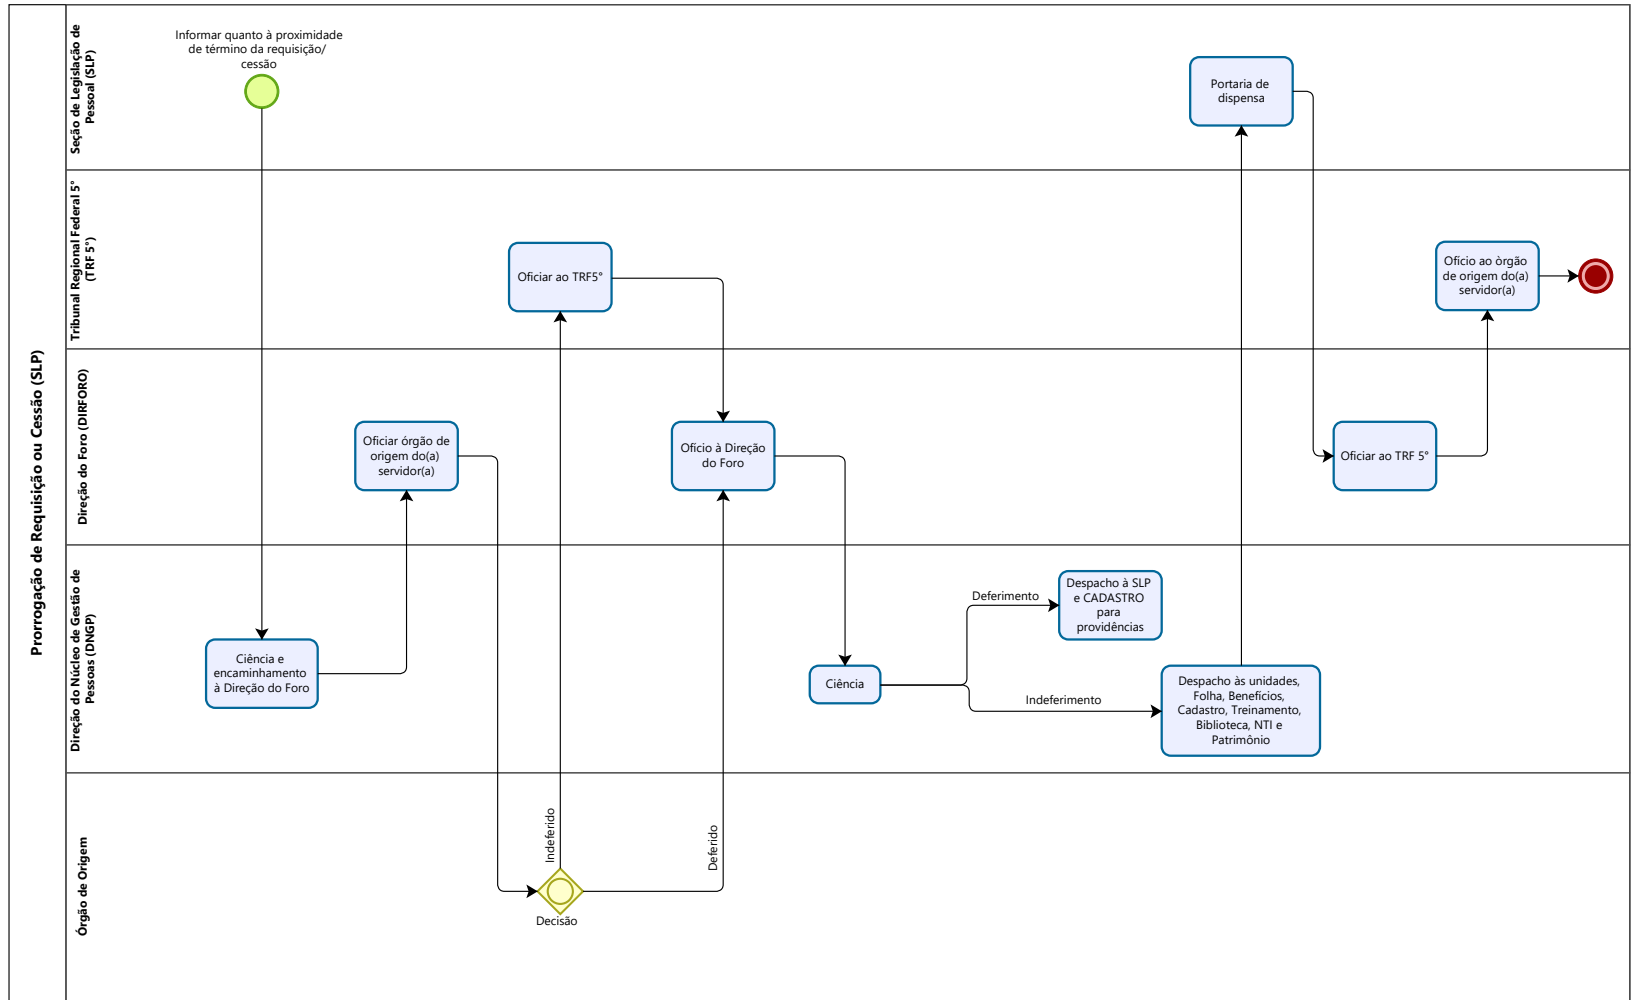 Prorrogação de Requisição ou Cessão (SLP)
Seção de Legislação de
Pessoal (SLP)
Informar quanto à proximidade
de término da requisição/
cessão
Portaria de
dispensa
Tribunal Regional Federal 5°
(TRF 5°)
Oficiar ao TRF5°
Ofício ao òrgão
de origem do(a)
servidor(a)
Direção do Foro (DIRFORO)
Oficiar órgão de
origem do(a)
servidor(a)
Ofício à Direção
do Foro
Oficiar ao TRF 5°
Direção do Núcleo de Gestão de
Pessoas (DNGP)
Ciência e
encaminhamento
à Direção do Foro
Ciência
Deferimento
Despacho à SLP
e CADASTRO
para
providências
Indeferimento
Despacho às unidades,
Folha, Benefícios,
Cadastro, Treinamento,
Biblioteca, NTI e
Patrimônio
Órgão de Origem
Indeferido
Deferido
Decisão